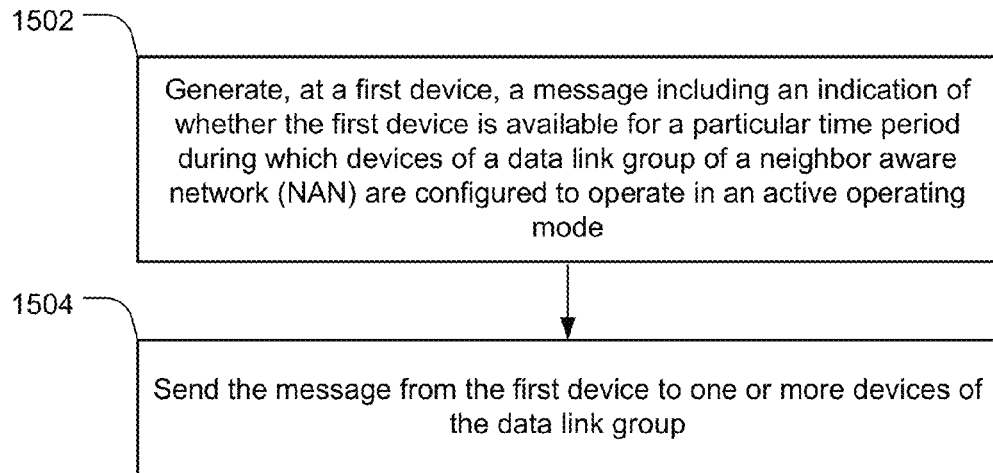 1502
Generate, at a first device, a message including an indication of
whether the first device is available for a particular time period
during which devices of a data link group of a neighbor aware
network (NAN) are configured to operate in an active operating
mode
1504
Send the message from the first device to one or more devices of
the data link group